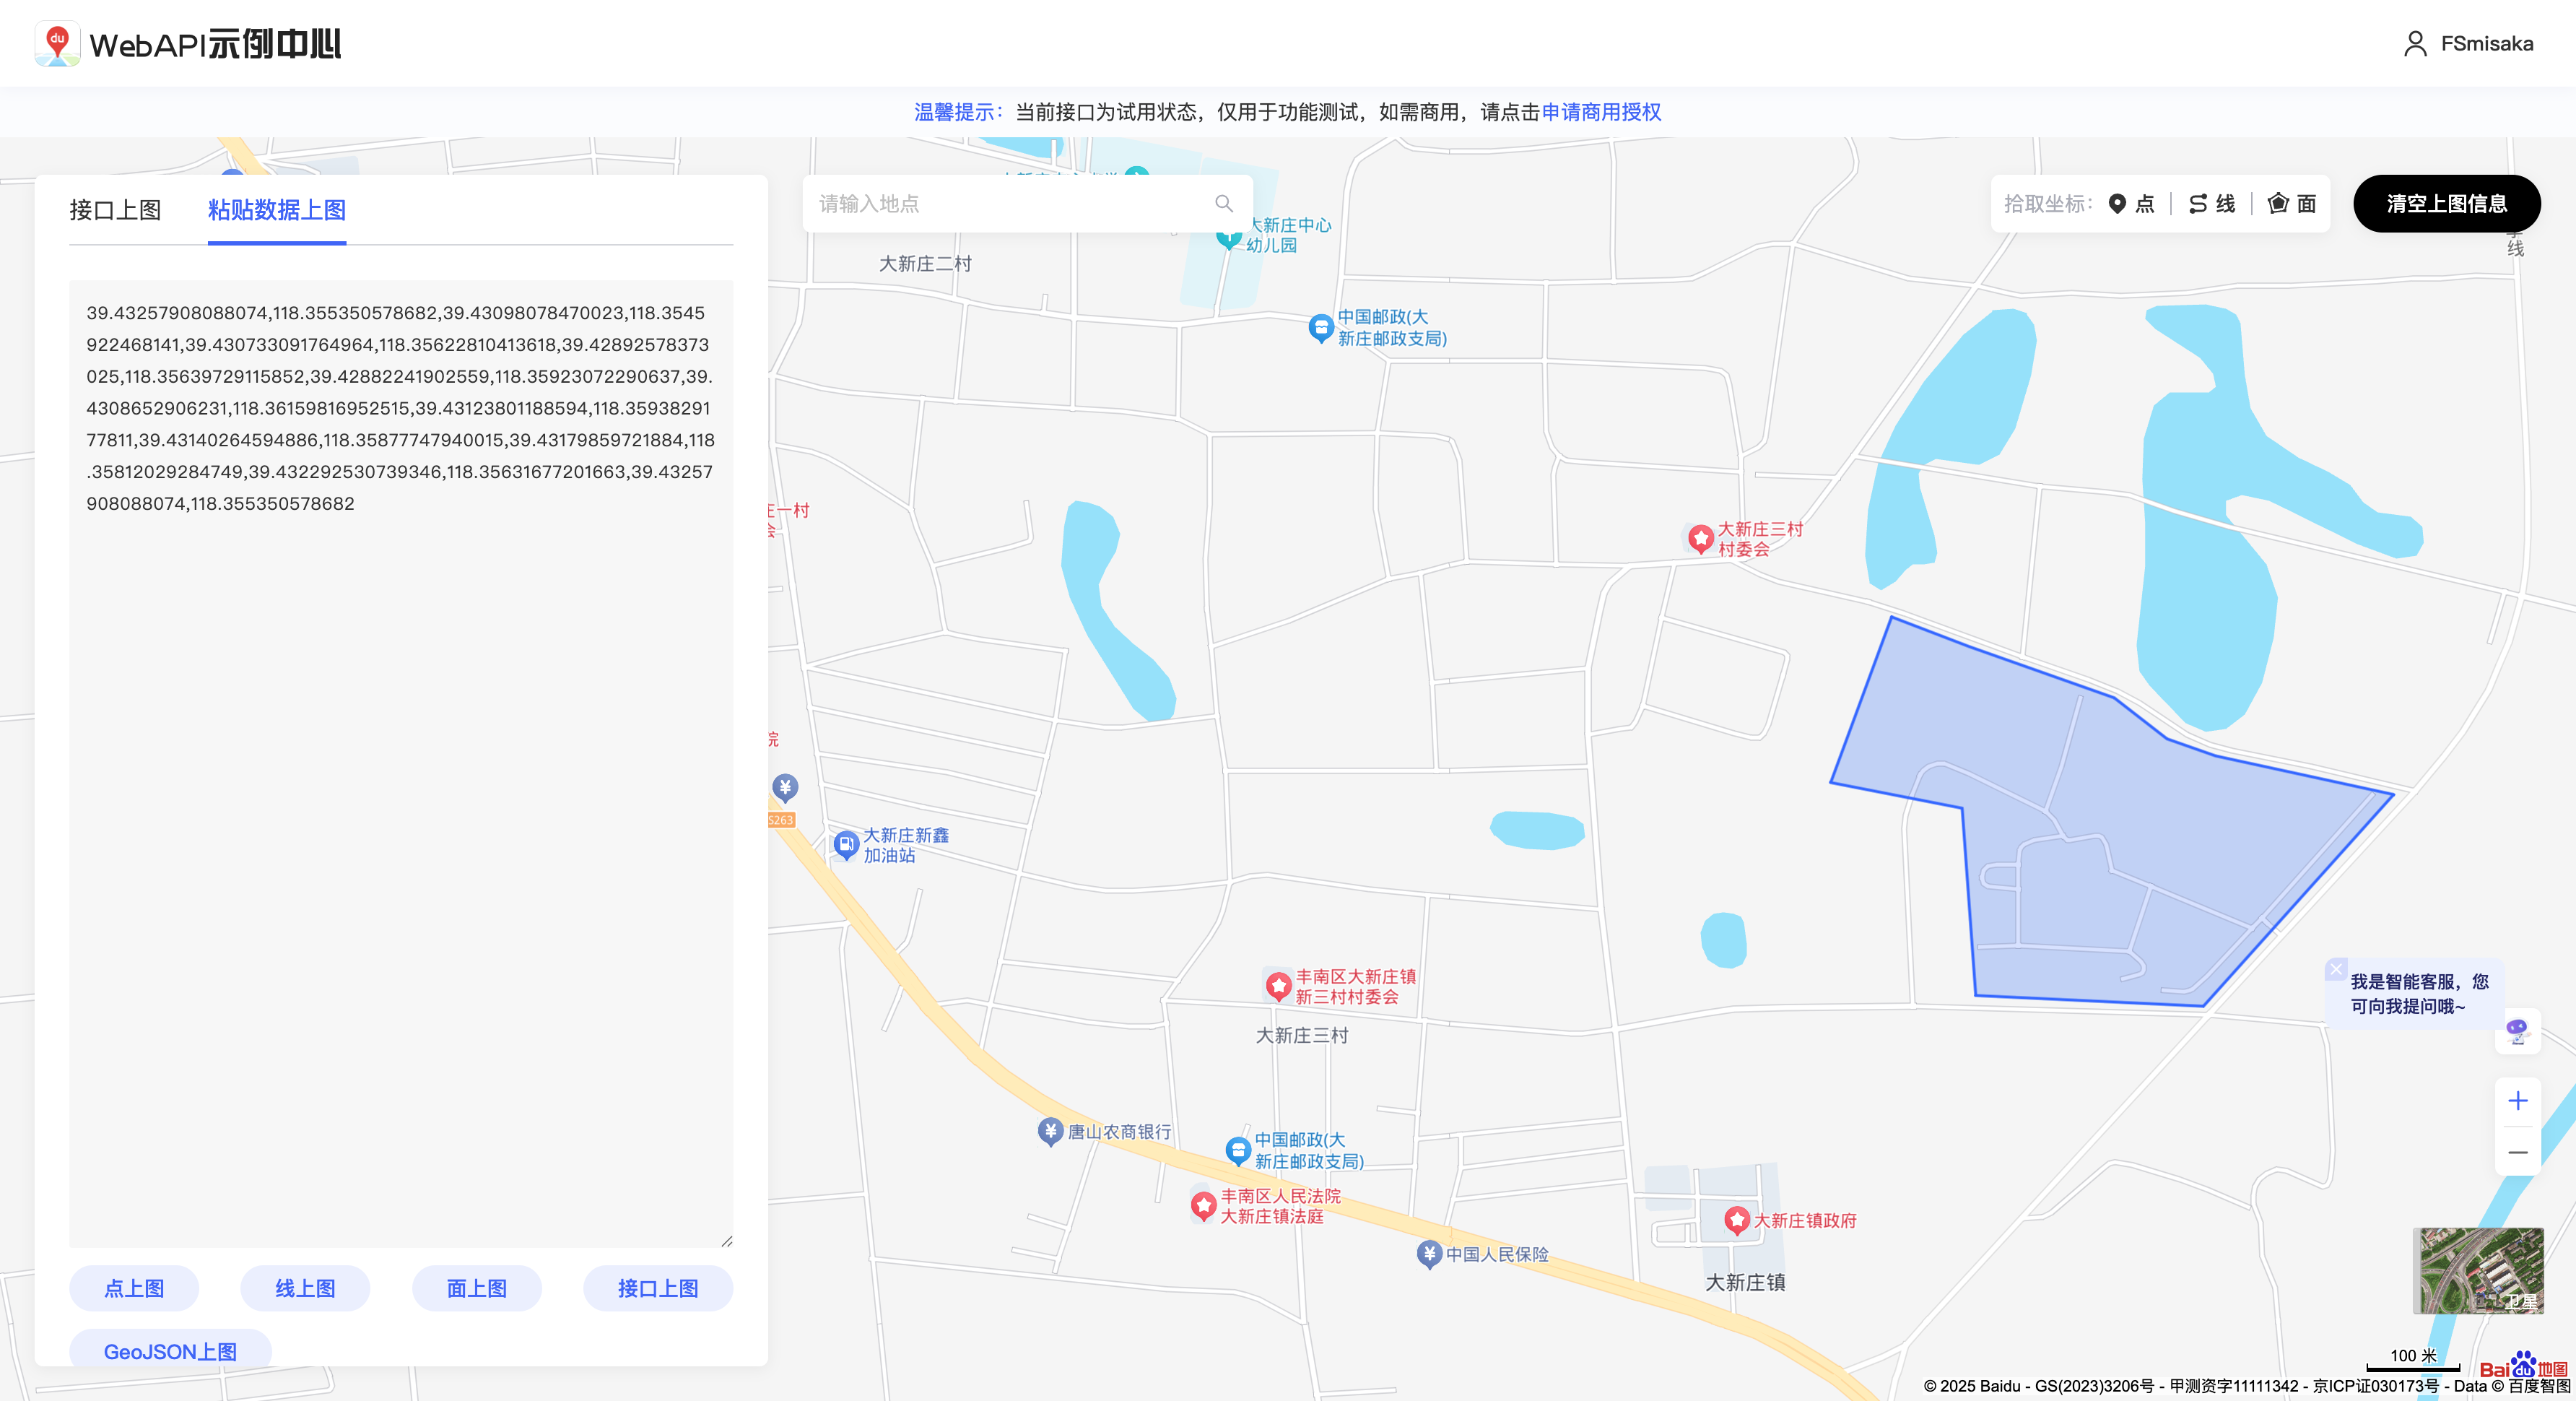 du WebAPI示例中心
FSmisaka
温馨提示：当前接口为试用状态，仅用于功能测试，如需商用，请点击申请商用授权
接口上图
粘贴数据上图
请输入地点
拾取坐标：
点
线
面
清空上图信息
39.43257908088074,118.355350578682,39.43098078470023,118.3545
922468141,39.430733091764964,118.35622810413618,39.42892578373
025,118.35639729115852,39.42882241902559,118.35923072290637,39.
4308652906231,118.36159816952515,39.43123801188594,118.35938291
77811,39.43140264594886,118.35877747940015,39.43179859721884,118
.35812029284749,39.432292530739346,118.35631677201663,39.43257
908088074,118.355350578682
点上图
线上图
面上图
接口上图
GeoJSON上图
大新庄中心
幼儿园
大新庄二村
线
中国邮政(大
新庄邮政支局)
一村
大新庄三村
村委会
院
S263
大新庄新鑫
加油站
丰南区大新庄镇
新三村村委会
大新庄三村
我是智能客服，您
可向我提问哦~
唐山农商银行
中国邮政(大
新庄邮政支局)
丰南区人民法院
大新庄镇法庭
中国人民保险
大新庄镇政府
大新庄镇
卫星
100 米
Bai du 地图
© 2025 Baidu - GS(2023)3206号 - 甲测资字11111342 - 京ICP证030173号 - Data © 百度智图